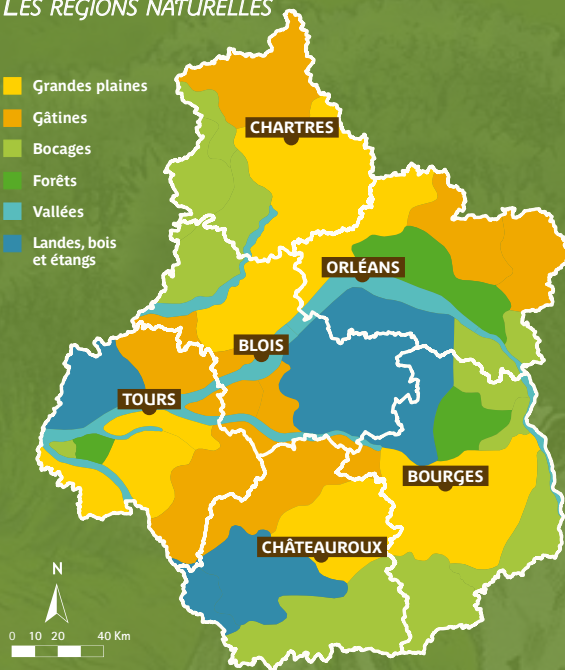 LES RÉGIONS NATURELLES
Grandes plaines
Gâtines
Bocages
Forêts
Vallées
Landes, bois
et étangs
CHARTRES
ORLÉANS
BLOIS
TOURS
BOURGES
CHÂTEAUROUX
N
0 10 20 40 Km